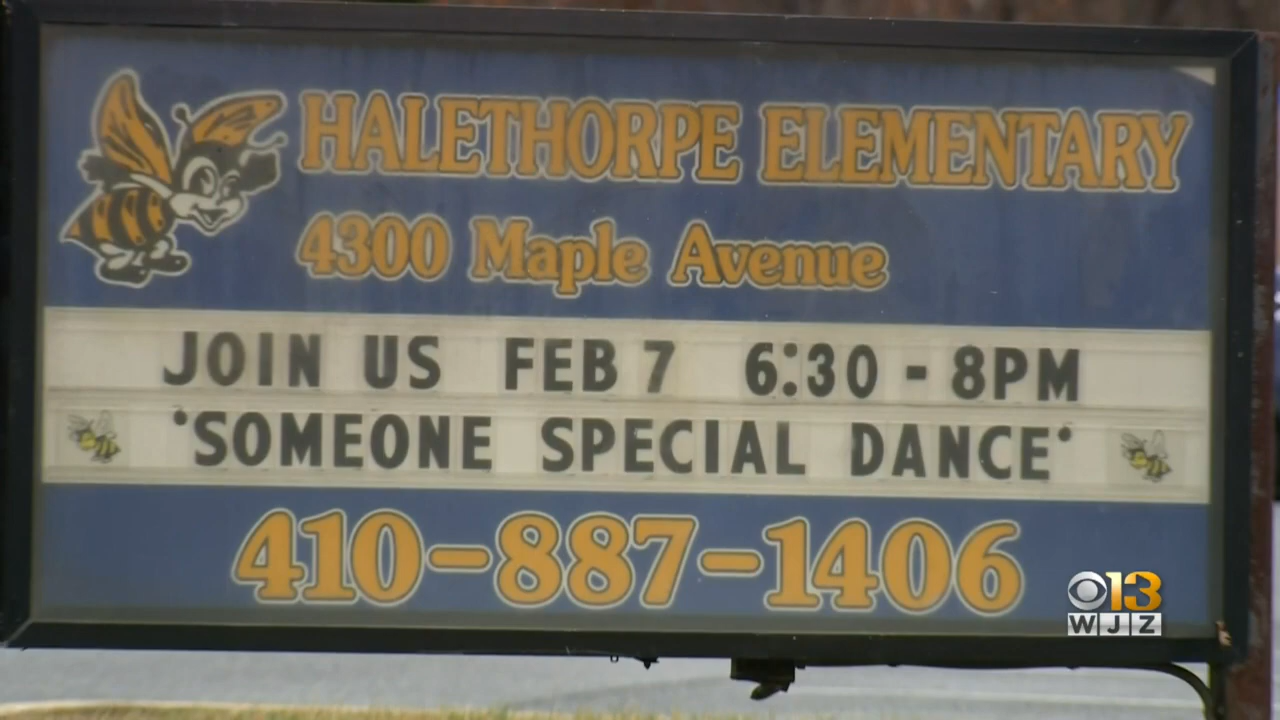 HALETHORPE ELEMENTARY
4300 Maple Avenue
JOIN US FEB 7 6:30 - 8PM
'SOMEONE SPECIAL DANCE'
410-887-1406
13
WJZ